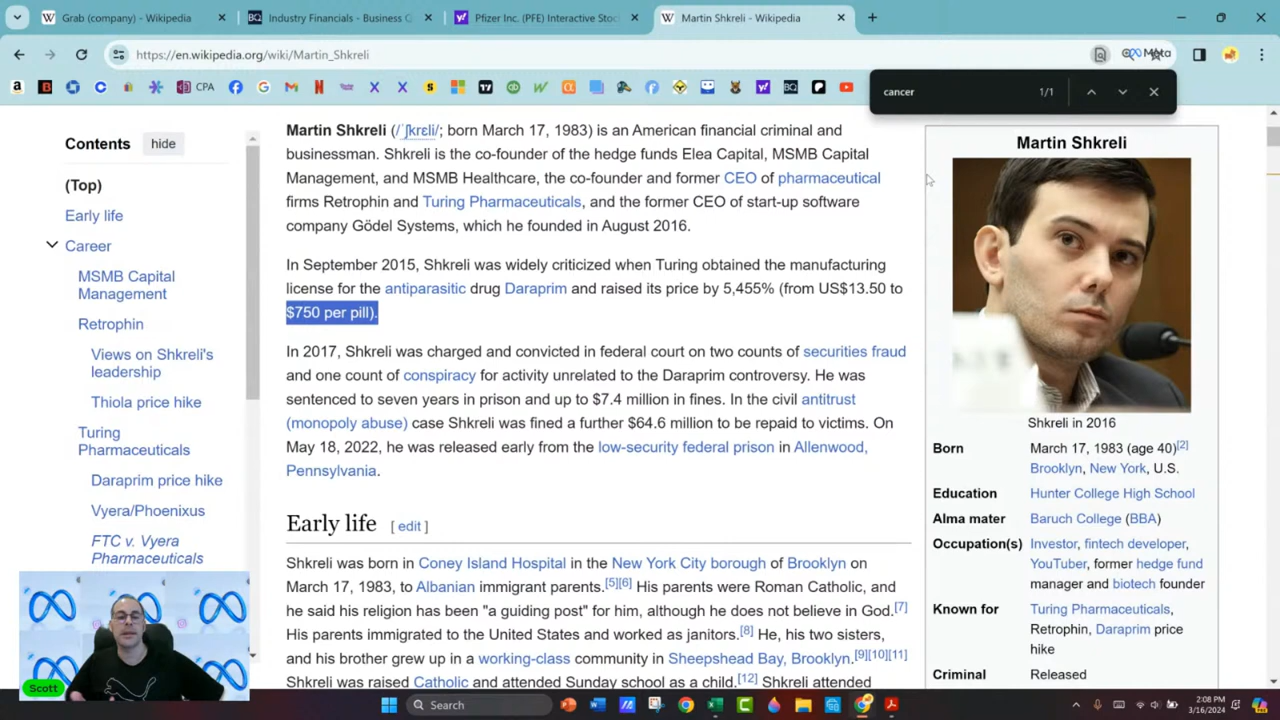 Grab (company) - Wikipedia
Industry Financials - Business
Pfizer Inc. (PFE) Interactive Stoc
Martin Shkreli - Wikipedia
https://en.wikipedia.org/wiki/Martin_Shkreli
Meta
CPA
cancer
1/1
Contents
hide
(Top)
Early life
Career
MSMB Capital
Management
Retrophin
Views on Shkreli's
leadership
Thiola price hike
Turing
Pharmaceuticals
Daraprim price hike
Vyera/Phoenixus
FTC v. Vyera
Pharmaceuticals
Martin Shkreli (/ˈʃkrɛli/; born March 17, 1983) is an American financial criminal and
businessman. Shkreli is the co-founder of the hedge funds Elea Capital, MSMB Capital
Management, and MSMB Healthcare, the co-founder and former CEO of pharmaceutical
firms Retrophin and Turing Pharmaceuticals, and the former CEO of start-up software
company Gödel Systems, which he founded in August 2016.
In September 2015, Shkreli was widely criticized when Turing obtained the manufacturing
license for the antiparasitic drug Daraprim and raised its price by 5,455% (from US$13.50 to
$750 per pill).
In 2017, Shkreli was charged and convicted in federal court on two counts of securities fraud
and one count of conspiracy for activity unrelated to the Daraprim controversy. He was
sentenced to seven years in prison and up to $7.4 million in fines. In the civil antitrust
(monopoly abuse) case Shkreli was fined a further $64.6 million to be repaid to victims. On
May 18, 2022, he was released early from the low-security federal prison in Allenwood,
Pennsylvania.
Early life [ edit ]
Shkreli was born in Coney Island Hospital in the New York City borough of Brooklyn on
March 17, 1983, to Albanian immigrant parents.[5][6] His parents were Roman Catholic, and
he said his religion has been "a guiding post" for him, although he does not believe in God.[7]
His parents immigrated to the United States and worked as janitors.[8] He, his two sisters,
and his brother grew up in a working-class community in Sheepshead Bay, Brooklyn.[9][10][11]
Shkreli was raised Catholic and attended Sunday school as a child.[12] Shkreli attended
Martin Shkreli
Shkreli in 2016
Born March 17, 1983 (age 40)[2]
Brooklyn, New York, U.S.
Education Hunter College High School
Alma mater Baruch College (BBA)
Occupation(s) Investor, fintech developer,
YouTuber, former hedge fund
manager and biotech founder
Known for Turing Pharmaceuticals,
Retrophin, Daraprim price
hike
Criminal Released
Scott
Search
2:08 PM
3/16/2024